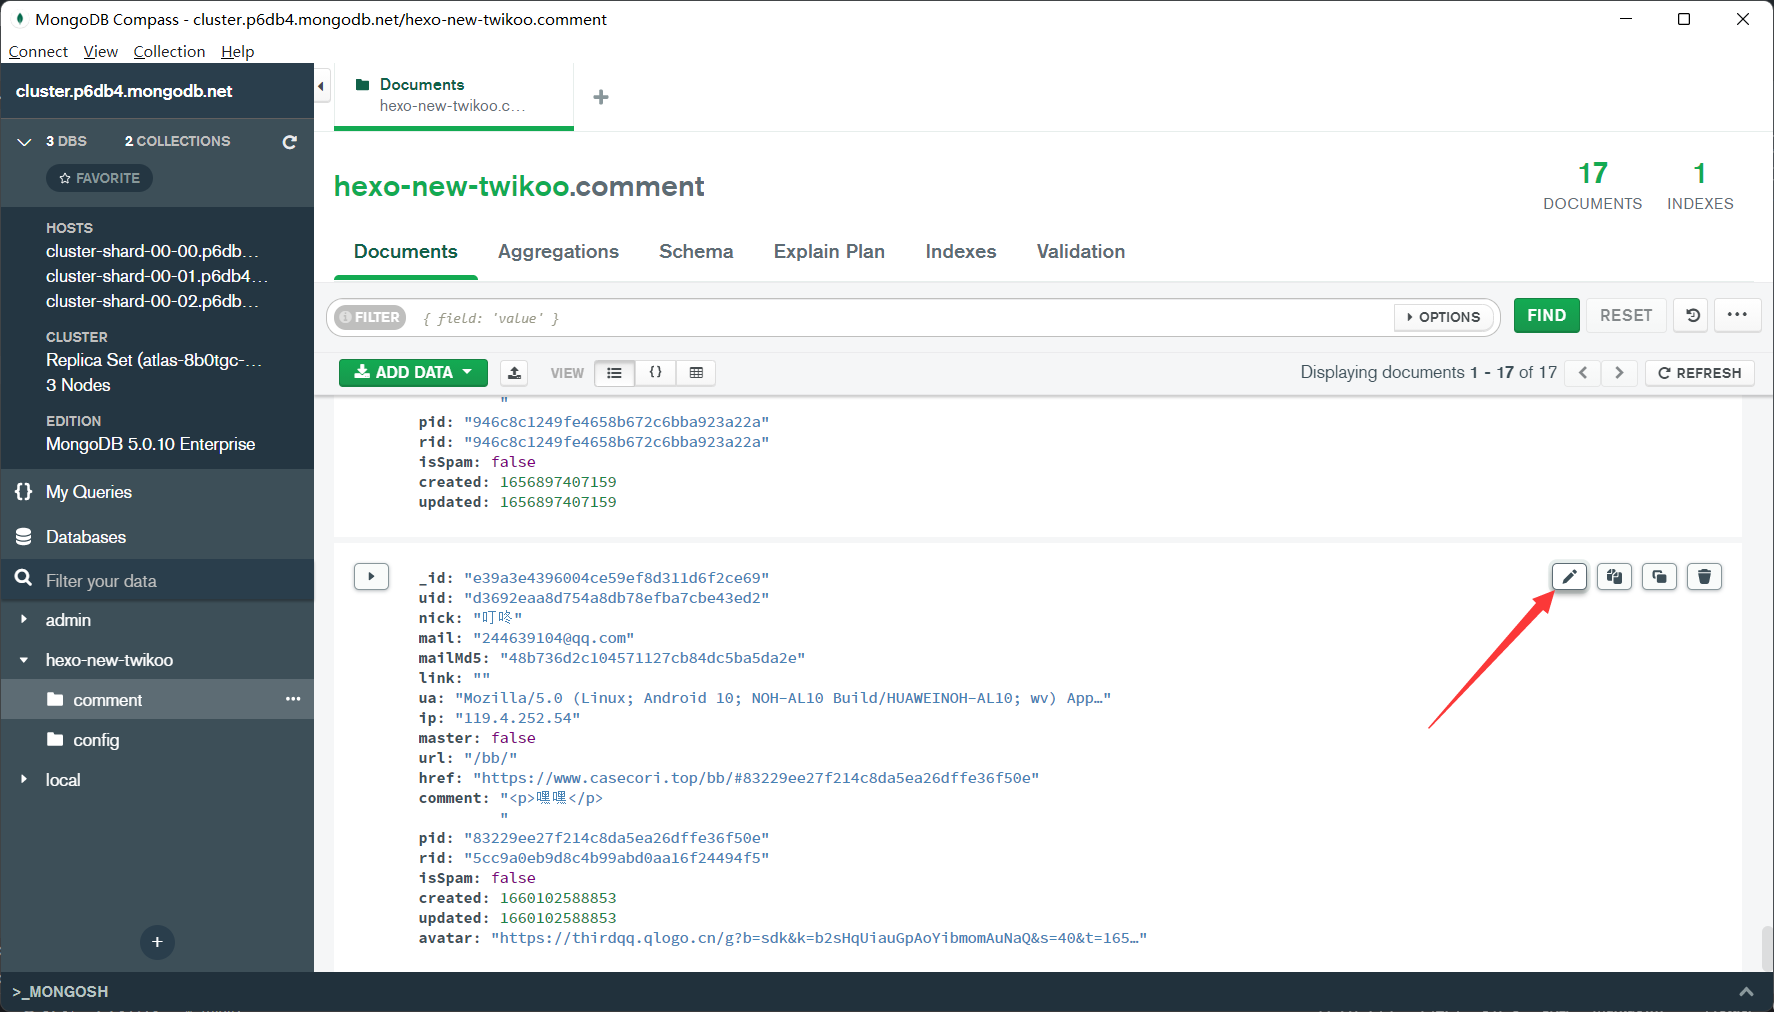 MongoDB Compass - cluster.p6db4.mongodb.net/hexo-new-twikoo.comment
Connect View Collection Help
cluster.p6db4.mongodb.net
3 DBS 2 COLLECTIONS
FAVORITE
HOSTS
cluster-shard-00-00.p6db...
cluster-shard-00-01.p6db4...
cluster-shard-00-02.p6db...
CLUSTER
Replica Set (atlas-8b0tgc-...
3 Nodes
EDITION
MongoDB 5.0.10 Enterprise
{} My Queries
Databases
Filter your data
admin
hexo-new-twikoo
comment
config
local
Documents
hexo-new-twikoo.c...
hexo-new-twikoo.comment
17
DOCUMENTS
1
INDEXES
Documents Aggregations Schema Explain Plan Indexes Validation
FILTER { field: 'value' } OPTIONS FIND RESET
ADD DATA VIEW {} Displaying documents 1 - 17 of 17 REFRESH
"
pid: "946c8c1249fe4658b672c6bba923a22a"
rid: "946c8c1249fe4658b672c6bba923a22a"
isSpam: false
created: 1656897407159
updated: 1656897407159
_id: "e39a3e4396004ce59ef8d311d6f2ce69"
uid: "d3692eaa8d754a8db78efba7cbe43ed2"
nick: "叮咚"
mail: "244639104@qq.com"
mailMd5: "48b736d2c104571127cb84dc5ba5da2e"
link: ""
ua: "Mozilla/5.0 (Linux; Android 10; NOH-AL10 Build/HUAWEINOH-AL10; wv) App…"
ip: "119.4.252.54"
master: false
url: "/bb/"
href: "https://www.casecori.top/bb/#83229ee27f214c8da5ea26dffe36f50e"
comment: "<p>嘿嘿</p>
"
pid: "83229ee27f214c8da5ea26dffe36f50e"
rid: "5cc9a0eb9d8c4b99abd0aa16f24494f5"
isSpam: false
created: 1660102588853
updated: 1660102588853
avatar: "https://thirdqq.qlogo.cn/g?b=sdk&k=b2sHqUiauGpAoYibmomAuNaQ&s=40&t=165…"
>_MONGOSH